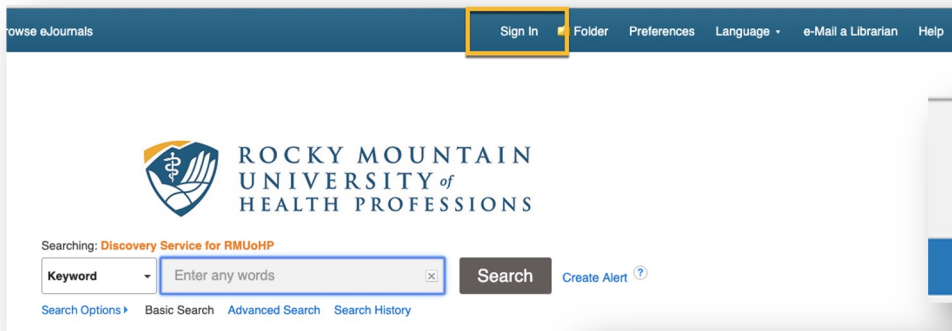 rowse eJournals Sign In Folder Preferences Language e-Mail a Librarian Help
ROCKY MOUNTAIN
UNIVERSITY of
HEALTH PROFESSIONS
Searching: Discovery Service for RMUoHP
Keyword Enter any words Search Create Alert ?
Search Options Basic Search Advanced Search Search History